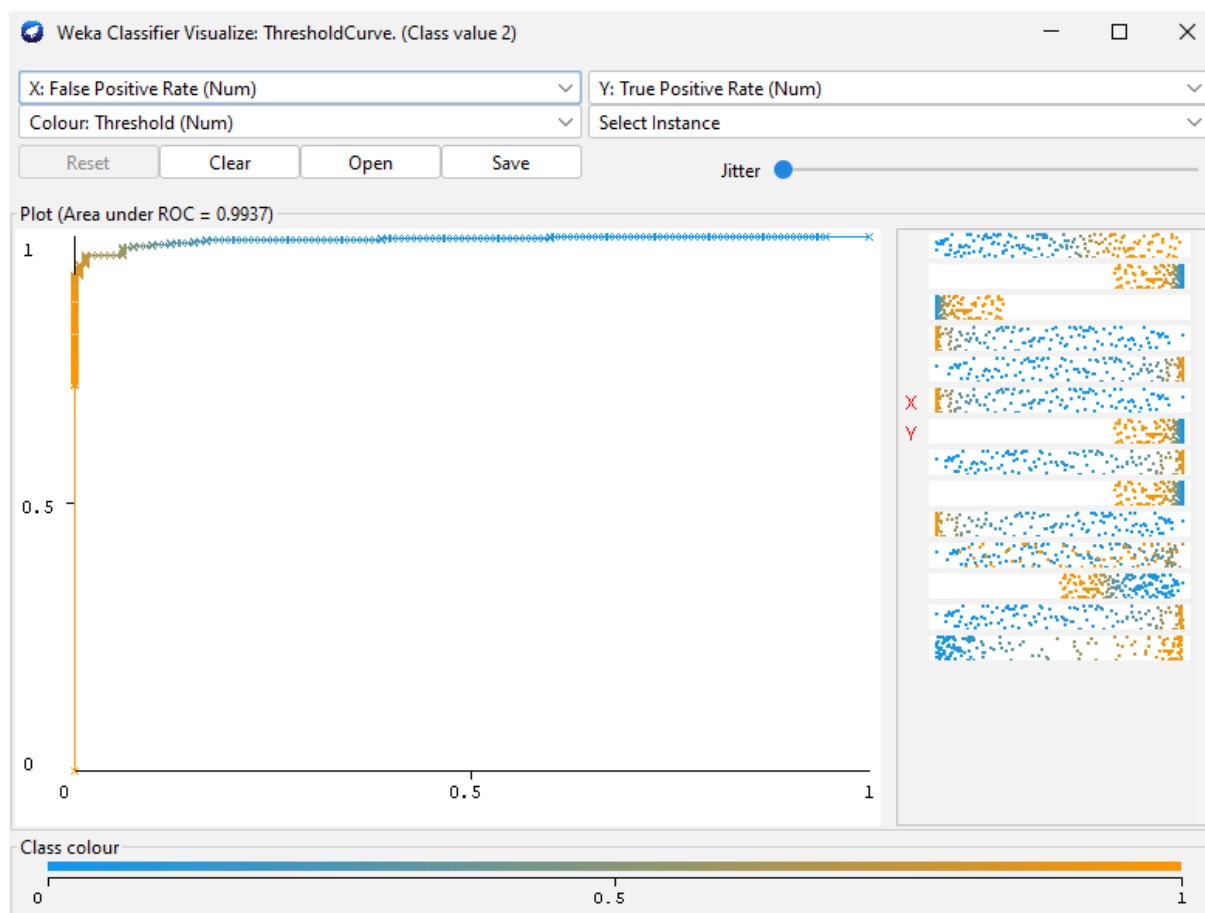 Weka Classifier Visualize: ThresholdCurve. (Class value 2)
X: False Positive Rate (Num) Y: True Positive Rate (Num)
Colour: Threshold (Num) Select Instance
Reset Clear Open Save Jitter
Plot (Area under ROC = 0.9937)
1
X
Y
0.5
0
0 0.5 1
Class colour
0 0.5 1